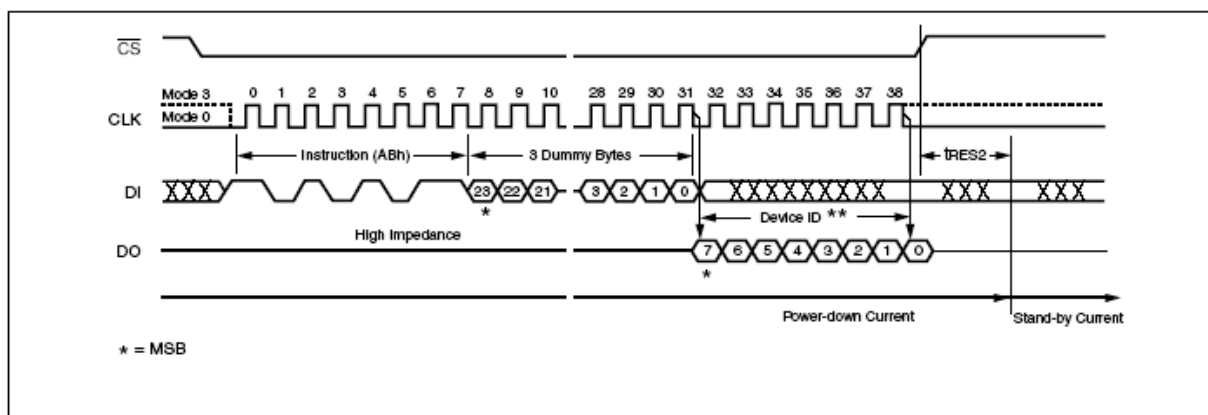 CS
Mode 3 0 1 2 3 4 5 6 7 8 9 10 28 29 30 31 32 33 34 35 36 37 38
CLK Mode 0
Instruction (ABh) 3 Dummy Bytes tRES2
DI 23 22 21 3 2 1 0
* Device ID **
High Impedance
DO 7 6 5 4 3 2 1 0
*
Power-down Current Stand-by Current
* = MSB